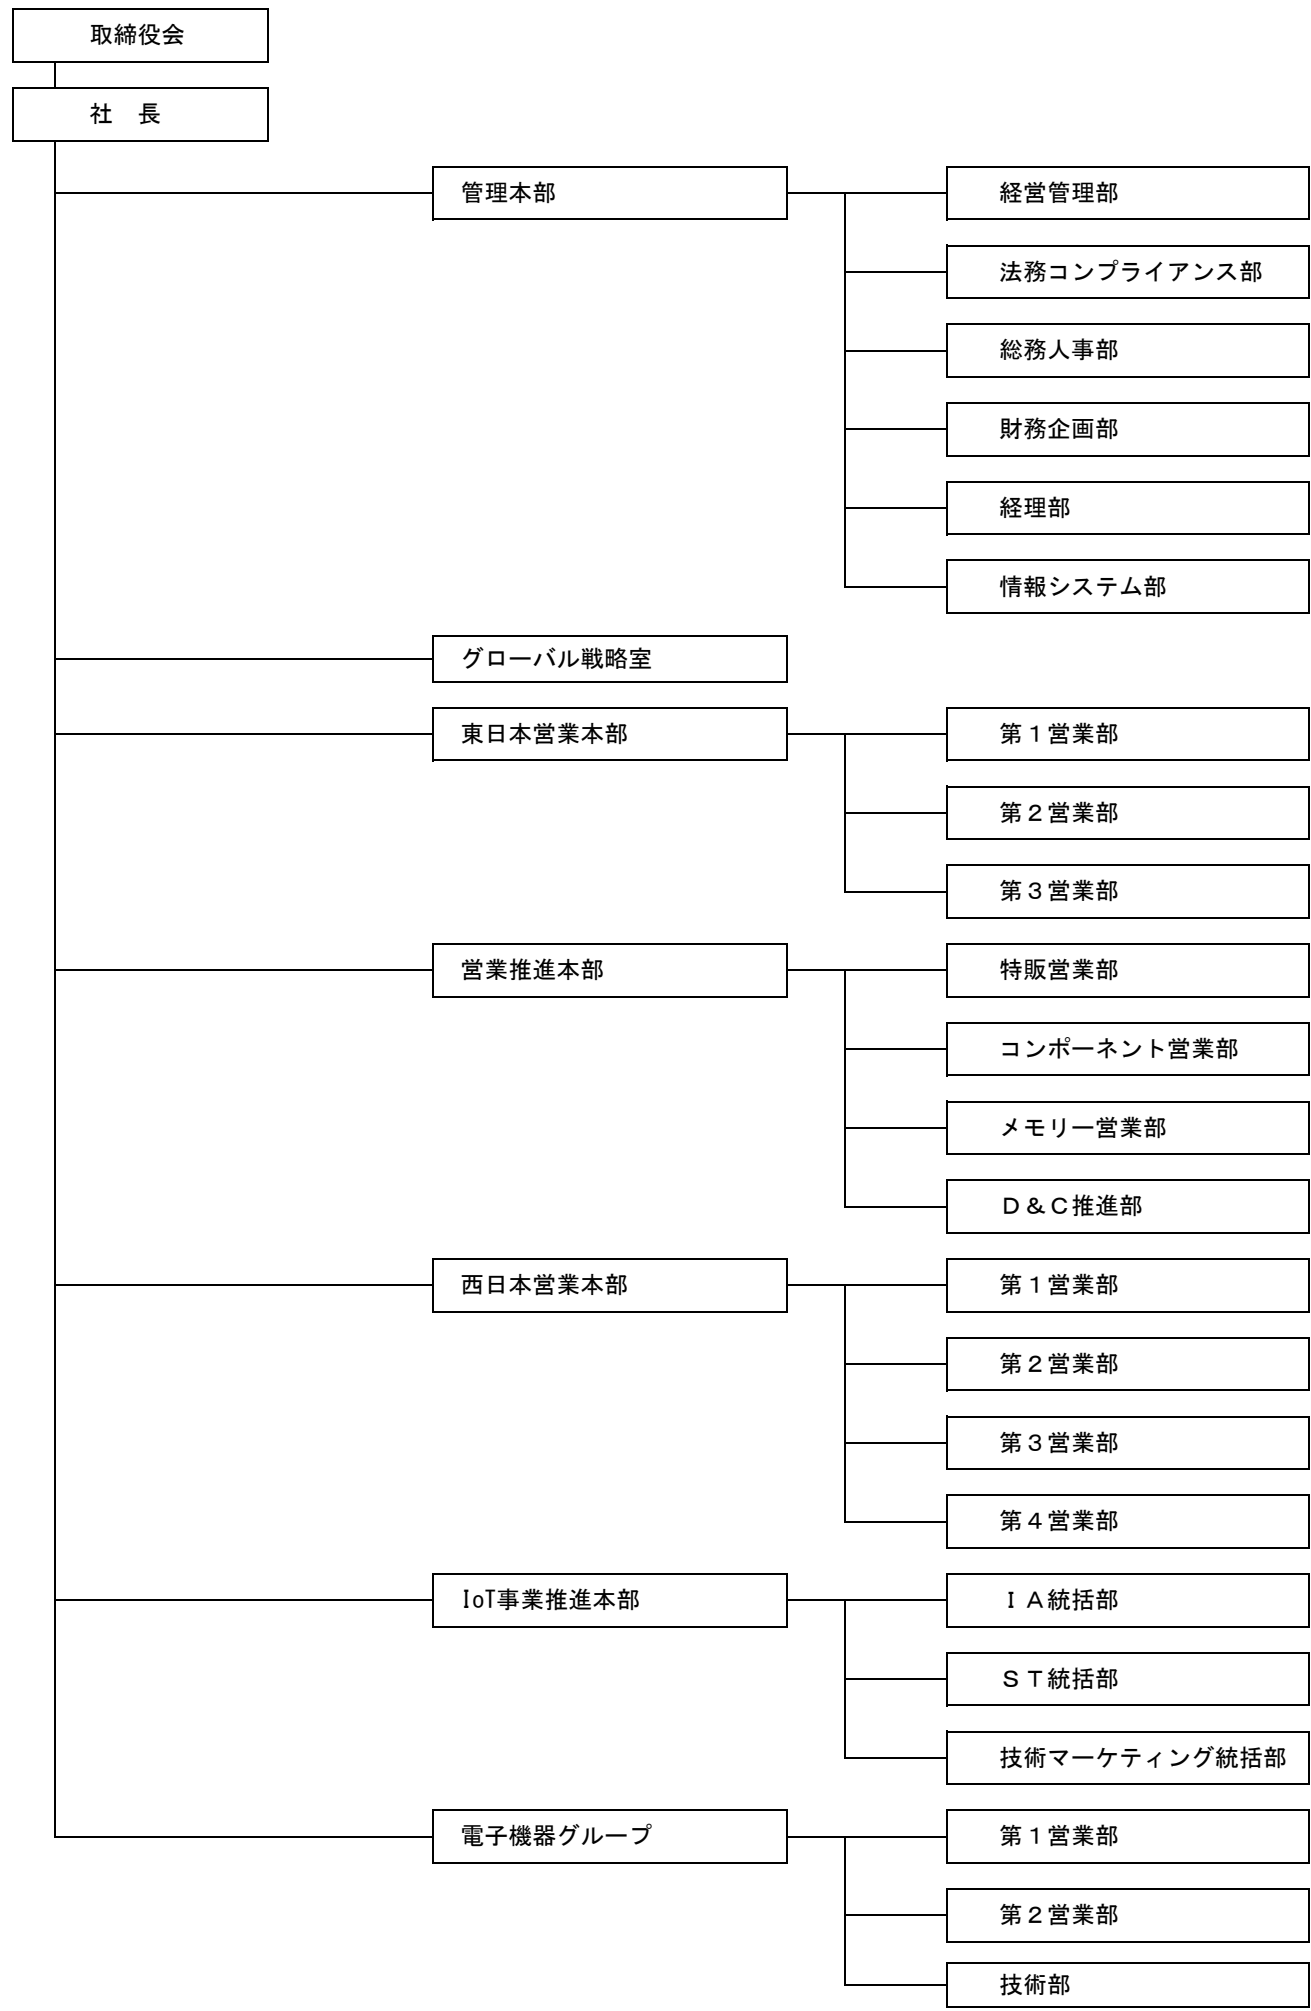 取締役会
社　長
管理本部
経営管理部
法務コンプライアンス部
総務人事部
財務企画部
経理部
情報システム部
グローバル戦略室
東日本営業本部
第１営業部
第２営業部
第３営業部
営業推進本部
特販営業部
コンポーネント営業部
メモリー営業部
Ｄ＆Ｃ推進部
西日本営業本部
第１営業部
第２営業部
第３営業部
第４営業部
IoT事業推進本部
ＩＡ統括部
ＳＴ統括部
技術マーケティング統括部
電子機器グループ
第１営業部
第２営業部
技術部